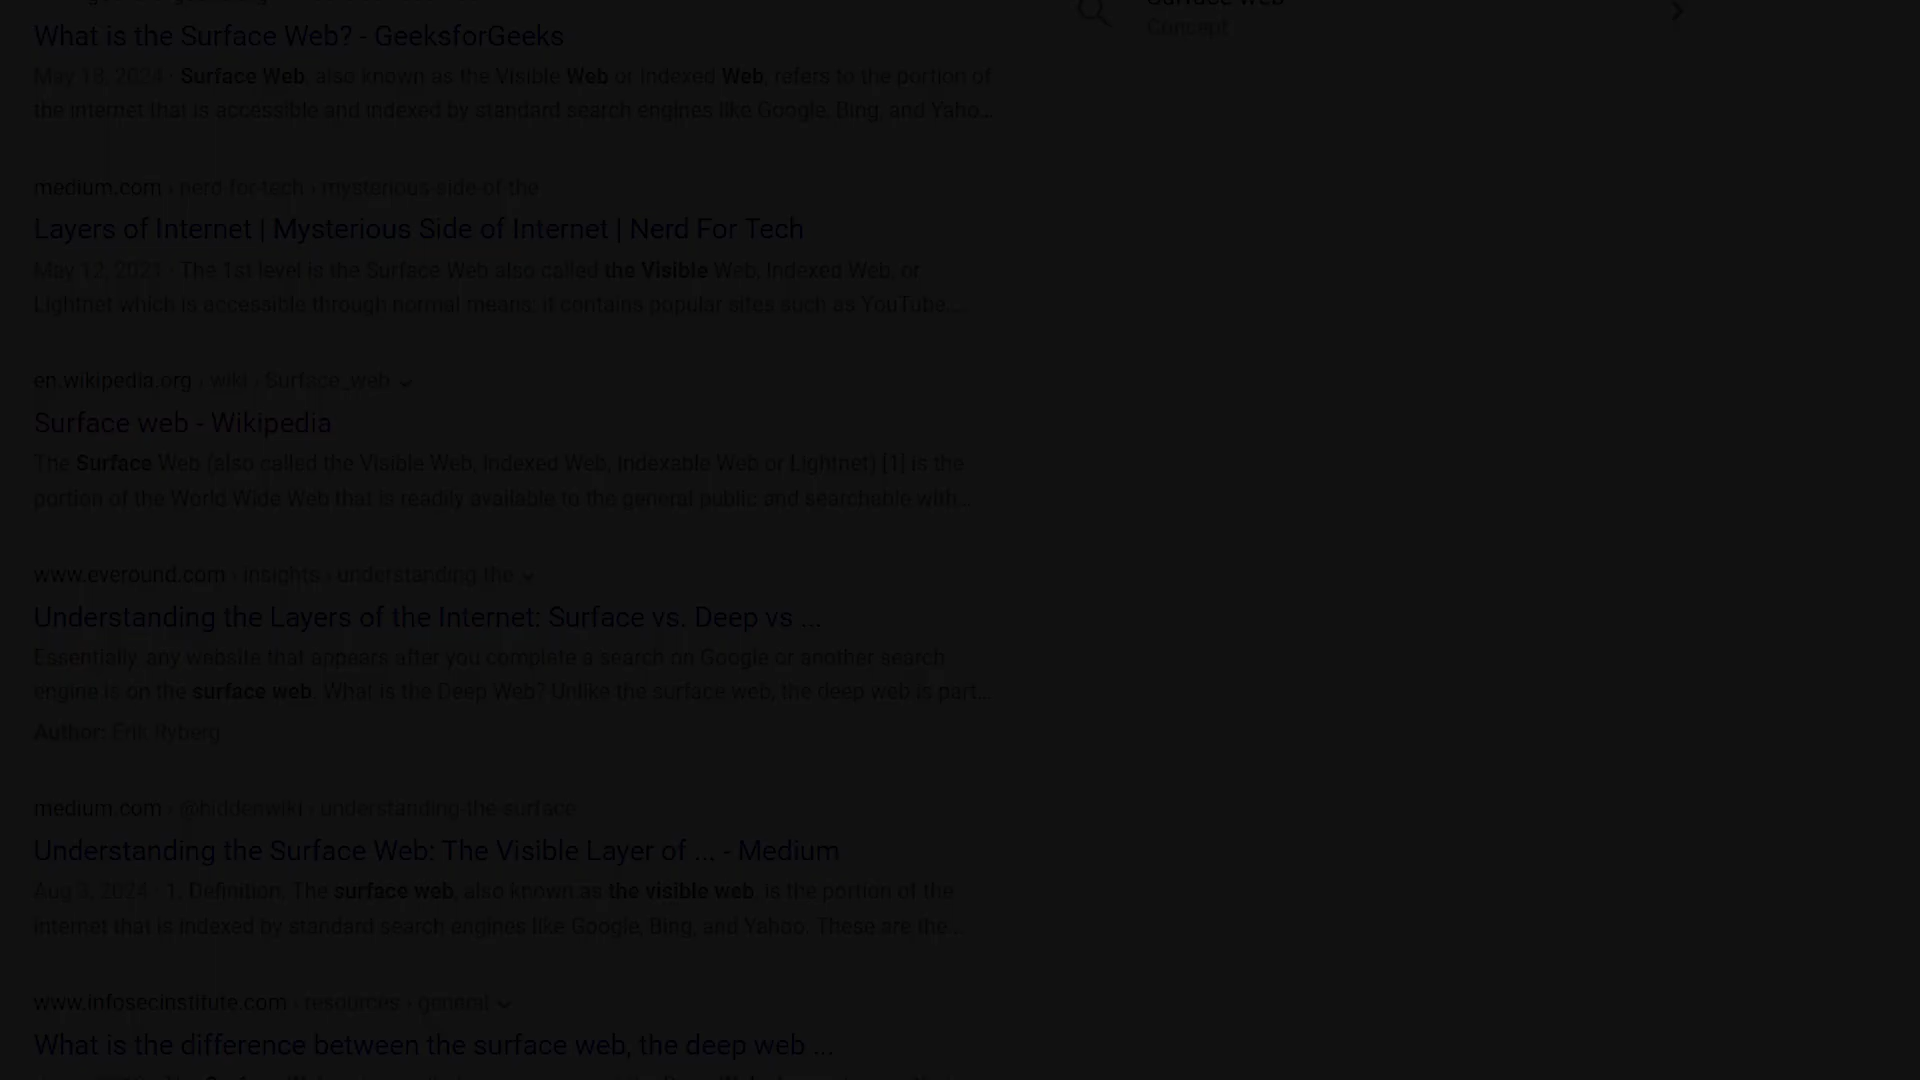 Surface web
Concept
What is the Surface Web? - GeeksforGeeks
May 13, 2024 · Surface Web, also known as the Visible Web or Indexed Web, refers to the portion of
the internet that is accessible and indexed by standard search engines like Google, Bing, and Yaho...
medium.com › nerd-for-tech › mysterious-side-of-the
Layers of Internet | Mysterious Side of Internet | Nerd For Tech
May 12, 2021 · The 1st level is the Surface Web also called the Visible Web, Indexed Web, or
Lightnet which is accessible through normal means, it contains popular sites such as YouTube...
en.wikipedia.org › wiki › Surface_web
Surface web - Wikipedia
The Surface Web (also called the Visible Web, Indexed Web, Indexable Web or Lightnet) [1] is the
portion of the World Wide Web that is readily available to the general public and searchable with...
www.everound.com › insights › understanding-the
Understanding the Layers of the Internet: Surface vs. Deep vs ...
Essentially, any website that appears after you complete a search on Google or another search
engine is on the surface web. What is the Deep Web? Unlike the surface web, the deep web is part...
Author: Erik Ryberg
medium.com › @hiddenwiki › understanding-the-surface
Understanding the Surface Web: The Visible Layer of ... - Medium
Aug 3, 2024 · 1. Definition. The surface web, also known as the visible web, is the portion of the
internet that is indexed by standard search engines like Google, Bing, and Yahoo. These are the...
www.infosecinstitute.com › resources › general
What is the difference between the surface web, the deep web ...